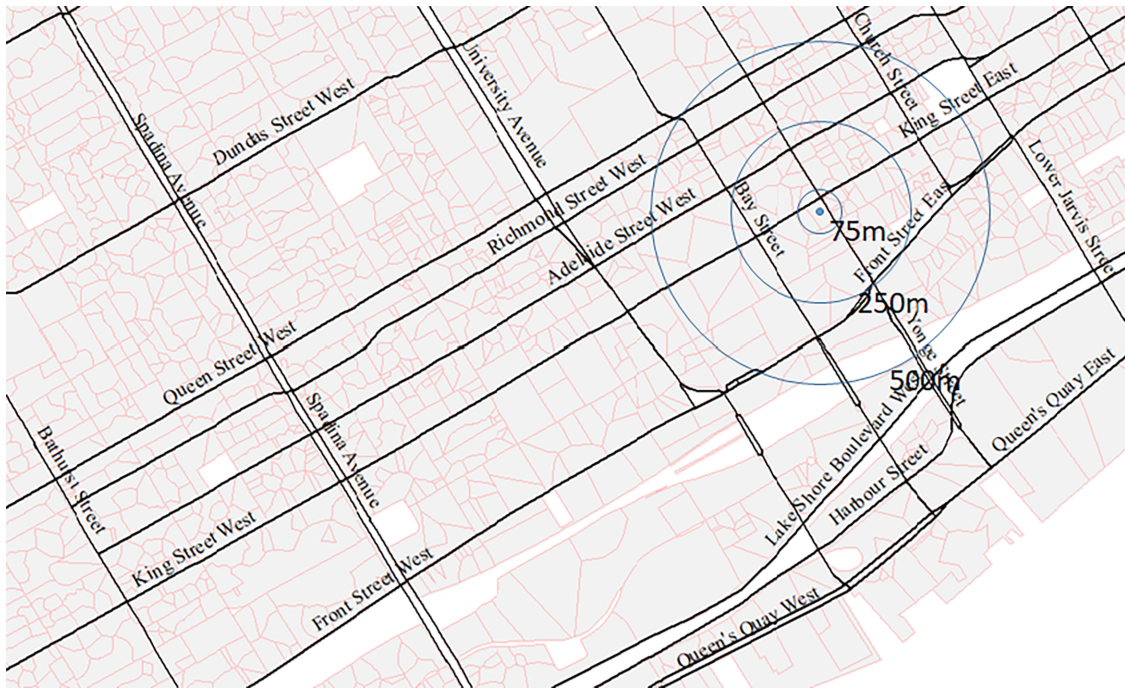 Church Street
University Avenue
King Street East
Dundas Street West
Spadina Avenue
Lower Jarvis Street
Richmond Street West
Bay Street
Adelaide Street West
75m
Front Street East
250m
Yonge Street
500m
Queen Street West
Lake Shore Boulevard West
Queen's Quay East
Spadina Avenue
Bathurst Street
Harbour Street
King Street West
Front Street West
Queen's Quay West